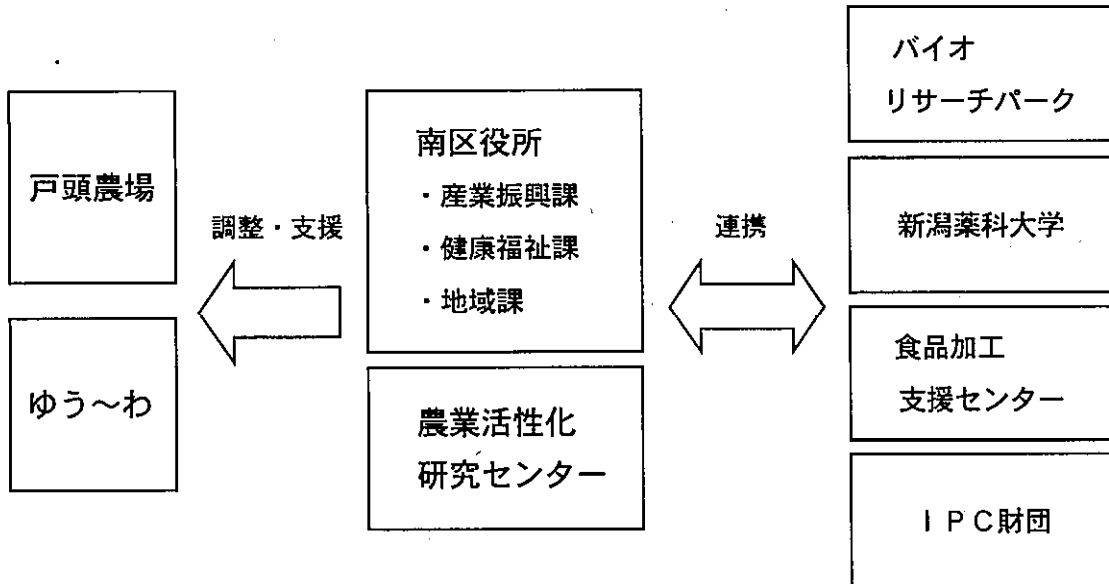 戸頭農場
ゆう〜わ
調整・支援
南区役所
・産業振興課
・健康福祉課
・地域課
農業活性化
研究センター
連携
バイオ
リサーチパーク
新潟薬科大学
食品加工
支援センター
ＩＰＣ財団